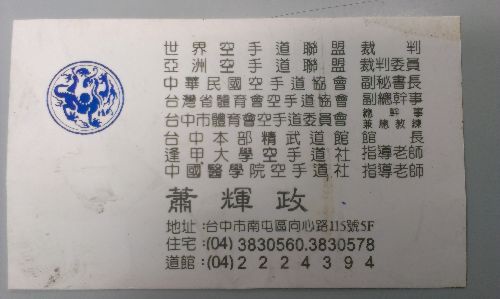 世界空手道聯盟 裁判
亞洲空手道聯盟 裁判委員
中華民國空手道協會 副秘書長
台灣省體育會空手道協會 副總幹事
台中市體育會空手道委員會 總幹事兼總教練
台中本部精武道館 館長
逢甲大學空手道社 指導老師
中國醫學院空手道社 指導老師
蕭輝政
地址:台中市南屯區向心路115號5F
住宅:(04) 3830560.3830578
道館:(04) 2224394